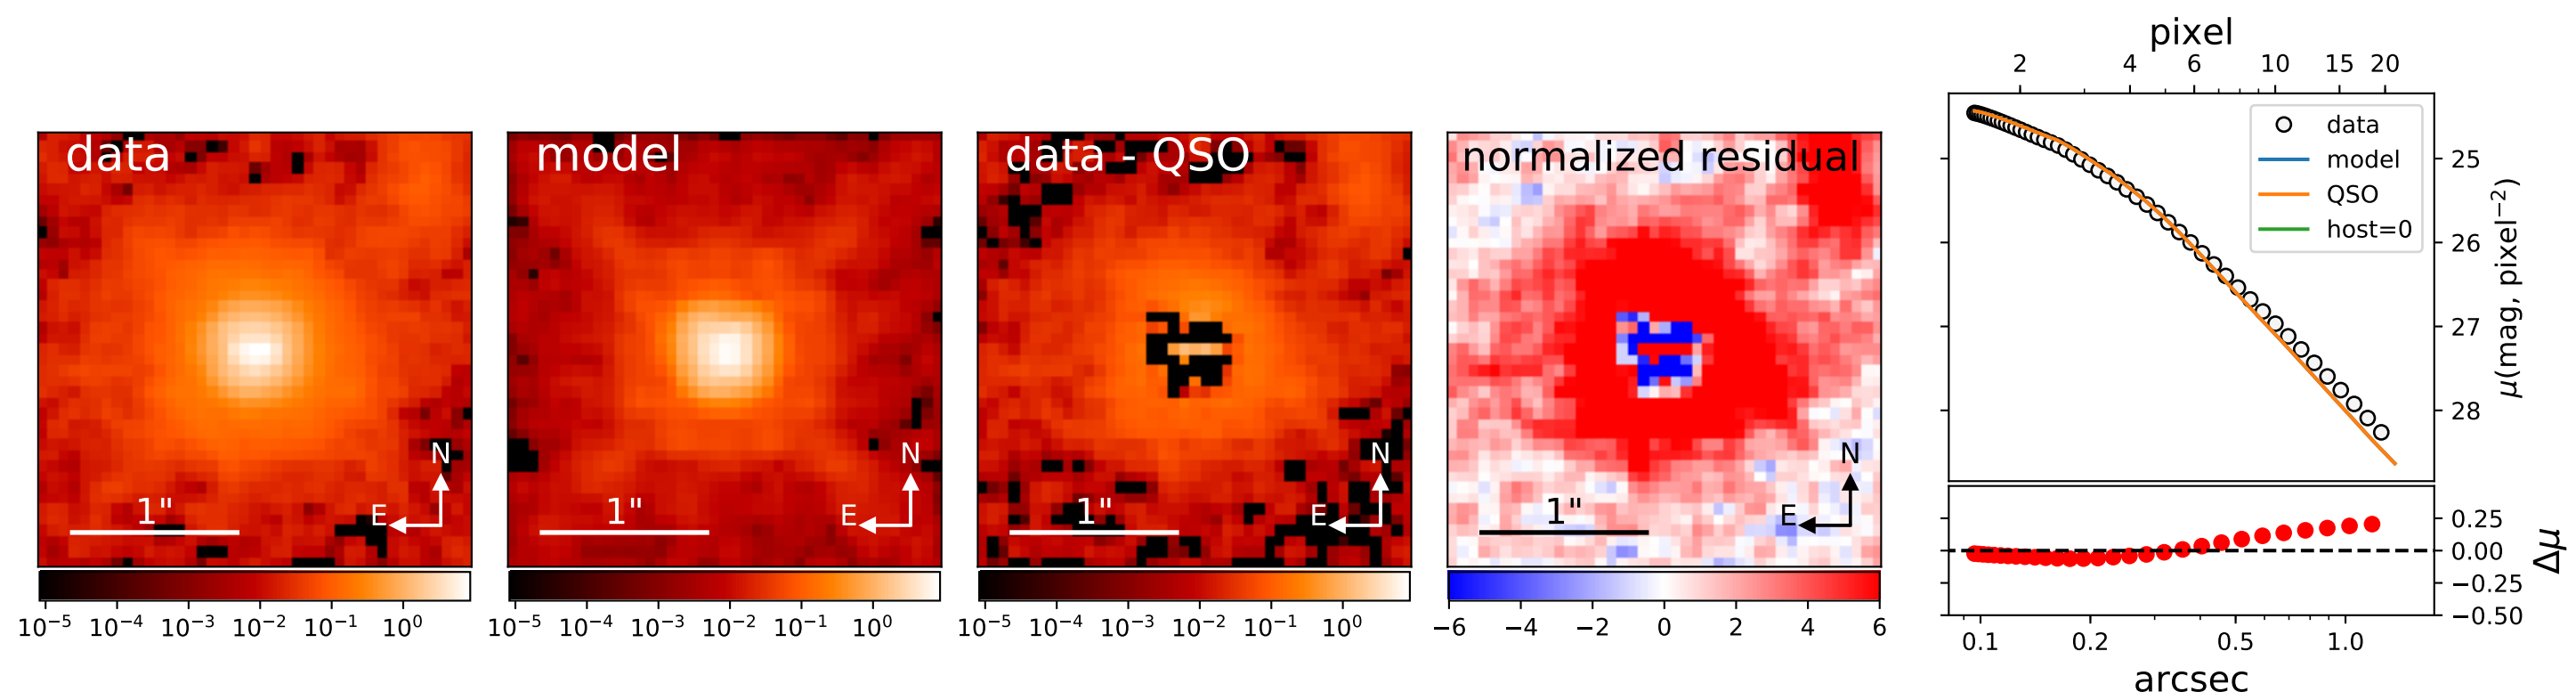 data
N
E
1"
10⁻⁵ 10⁻⁴ 10⁻³ 10⁻² 10⁻¹ 10⁰
model
N
E
1"
10⁻⁵ 10⁻⁴ 10⁻³ 10⁻² 10⁻¹ 10⁰
data - QSO
N
E
1"
10⁻⁵ 10⁻⁴ 10⁻³ 10⁻² 10⁻¹ 10⁰
normalized residual
N
E
1"
−6 −4 −2 0 2 4 6
pixel
2 4 6 10 15 20
data
model
QSO
host=0
25
26
27
28
μ(mag, pixel⁻²)
0.25
0.00
−0.25
−0.50
Δμ
0.1 0.2 0.5 1.0
arcsec